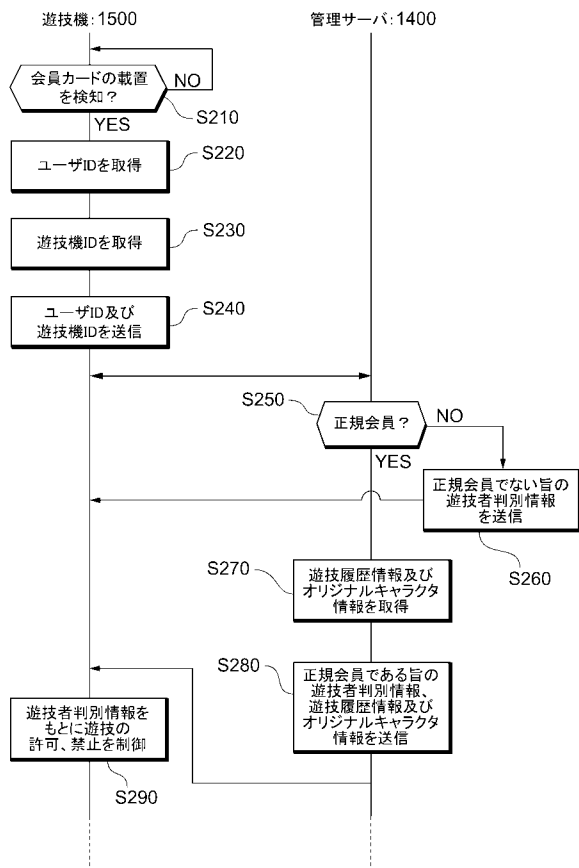 遊技機:1500
管理サーバ:1400
会員カードの載置
を検知?
NO
S210
YES
ユーザIDを取得
S220
遊技機IDを取得
S230
ユーザID及び
遊技機IDを送信
S240
S250
正規会員?
NO
YES
正規会員でない旨の
遊技者判別情報
を送信
S260
S270
遊技履歴情報及び
オリジナルキャラクタ
情報を取得
S280
正規会員である旨の
遊技者判別情報、
遊技履歴情報及び
オリジナルキャラクタ
情報を送信
遊技者判別情報を
もとに遊技の
許可、禁止を制御
S290